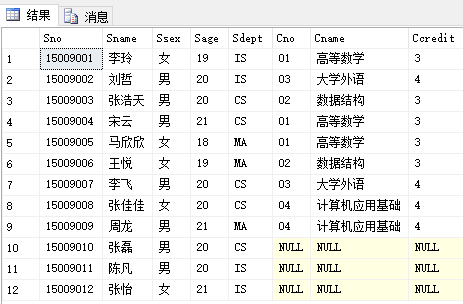 结果 消息
Sno Sname Ssex Sage Sdept Cno Cname Ccredit
1 15009001 李玲 女 19 IS 01 高等数学 3
2 15009002 刘哲 男 20 IS 03 大学外语 4
3 15009003 张浩天 男 20 CS 02 数据结构 3
4 15009004 宋云 男 21 CS 01 高等数学 3
5 15009005 马欣欣 女 18 MA 01 高等数学 3
6 15009006 王悦 女 19 MA 02 数据结构 3
7 15009007 李飞 男 20 CS 03 大学外语 4
8 15009008 张佳佳 女 20 CS 04 计算机应用基础 4
9 15009009 周龙 男 21 MA 04 计算机应用基础 4
10 15009010 张磊 男 20 CS NULL NULL NULL
11 15009011 陈凡 男 20 IS NULL NULL NULL
12 15009012 张怡 女 21 IS NULL NULL NULL